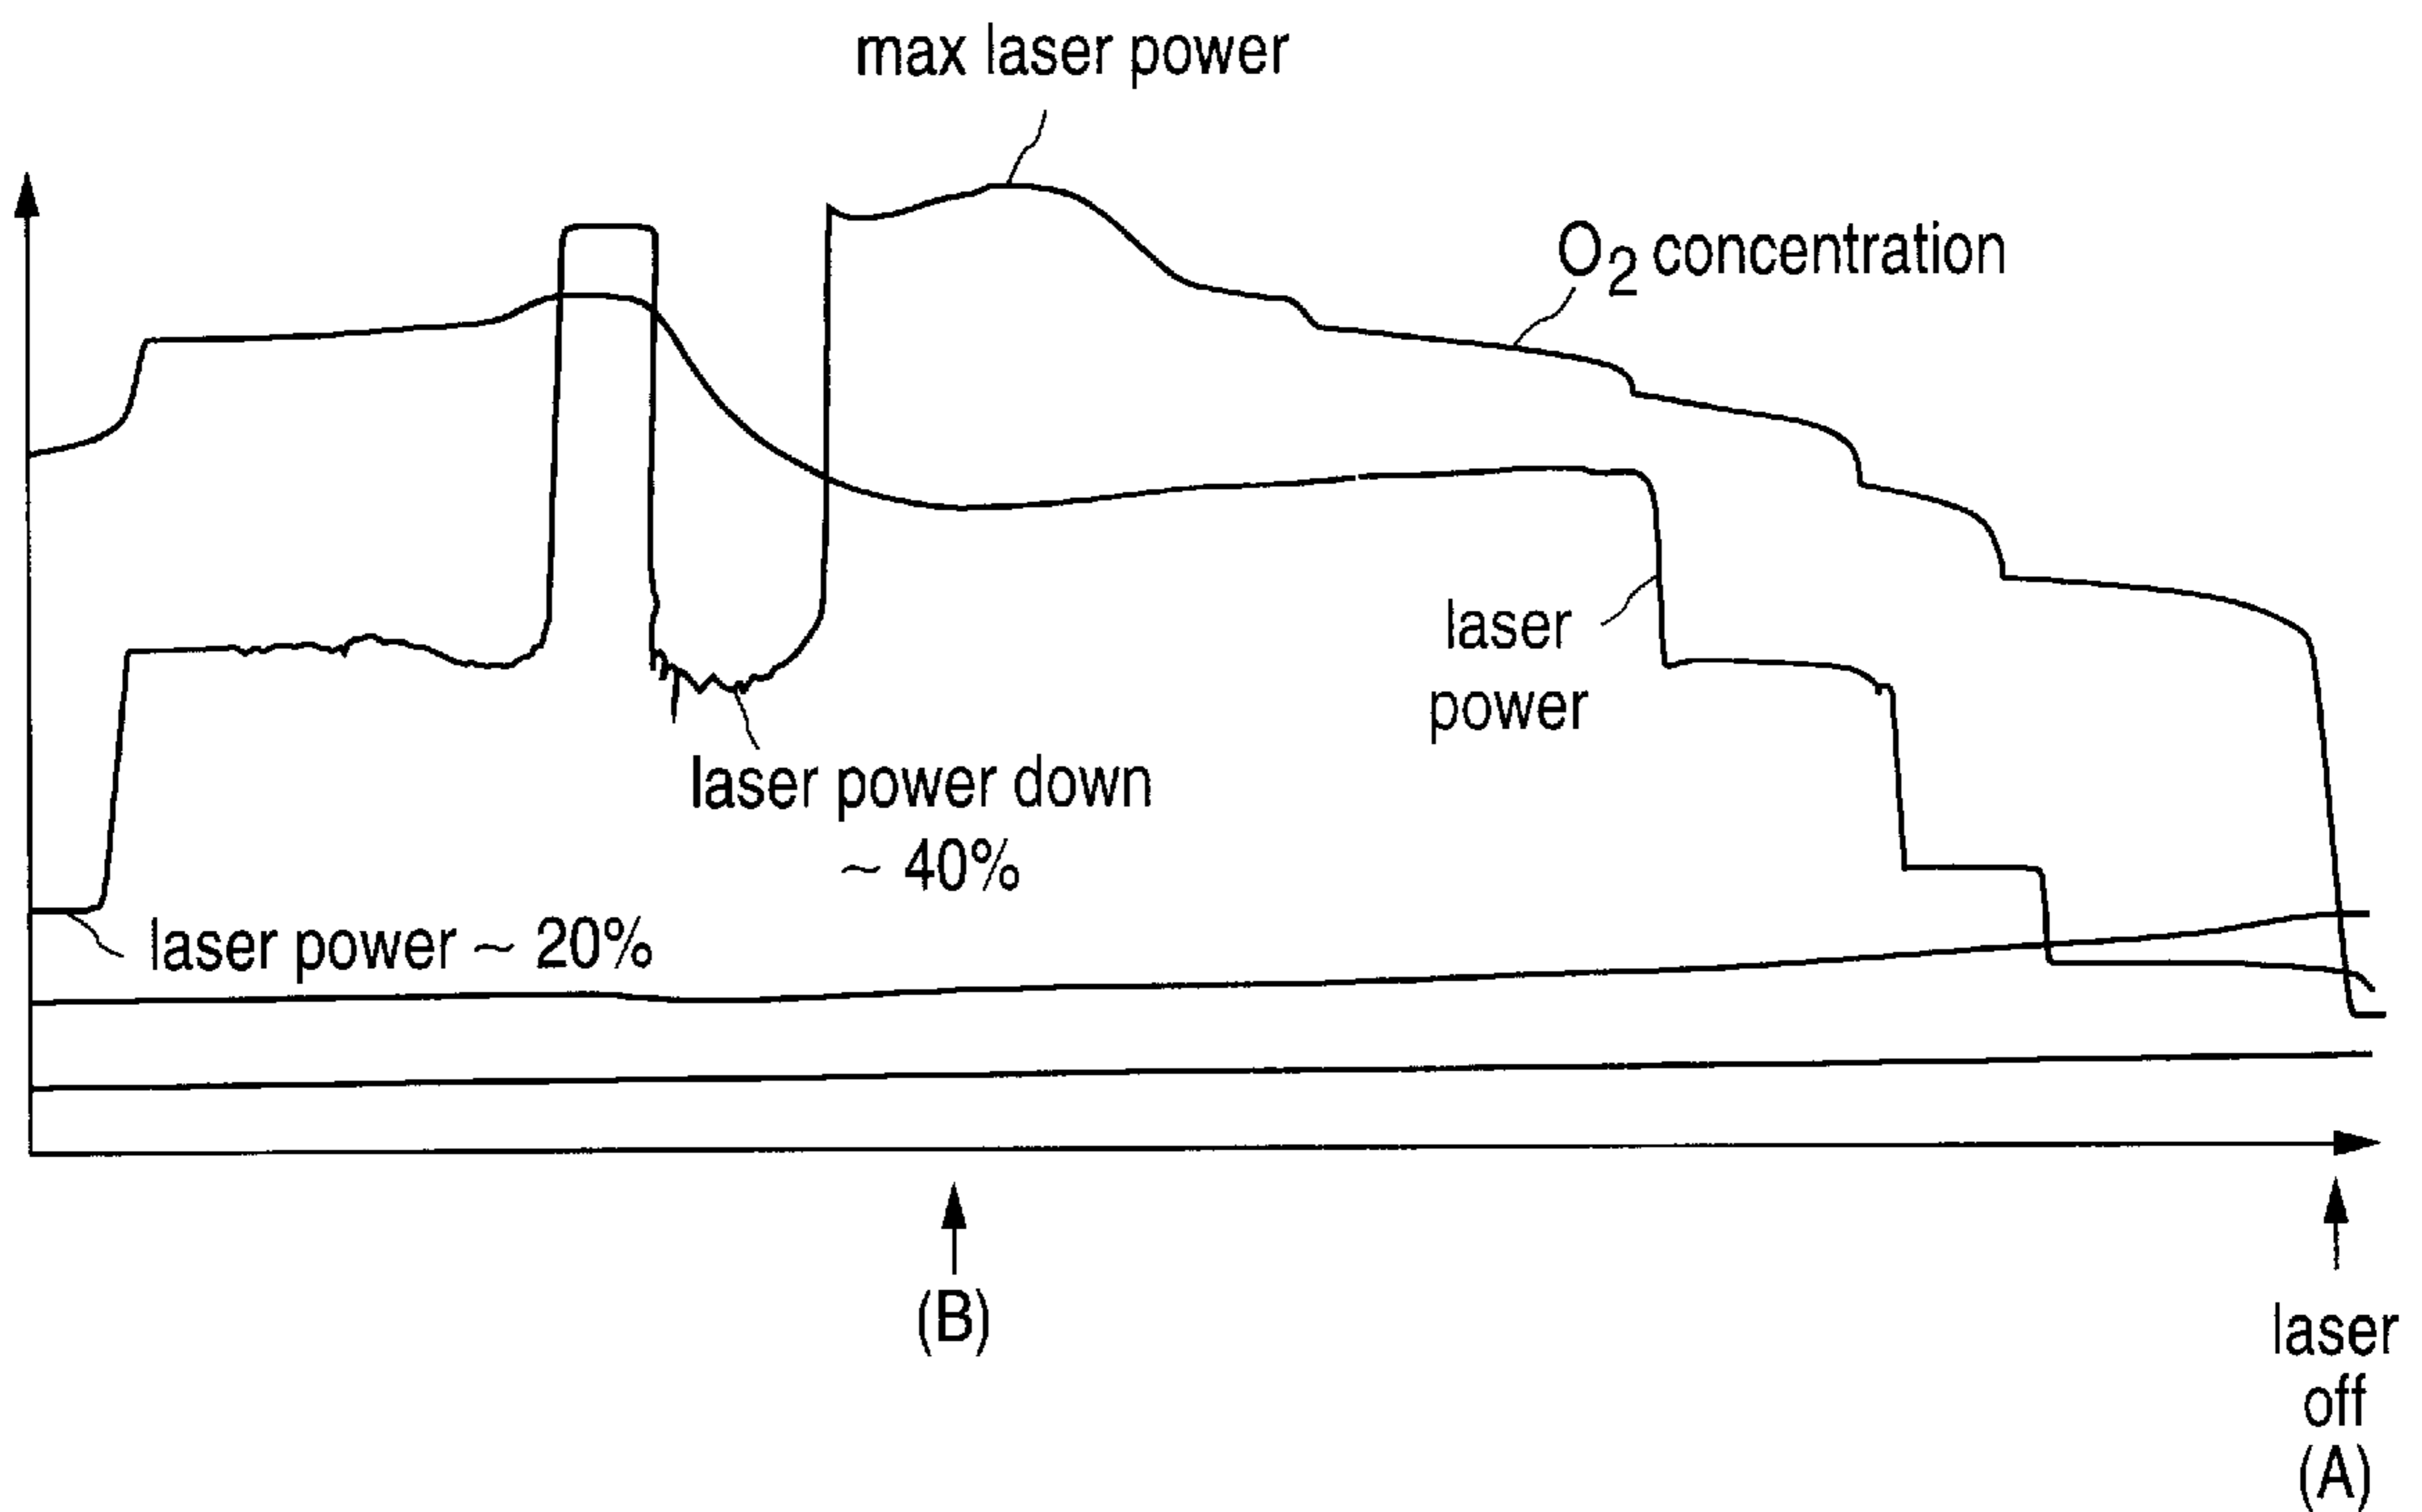 max laser power
O2 concentration
laser
power
laser power down
~ 40%
laser power ~ 20%
(B)
laser
off
(A)